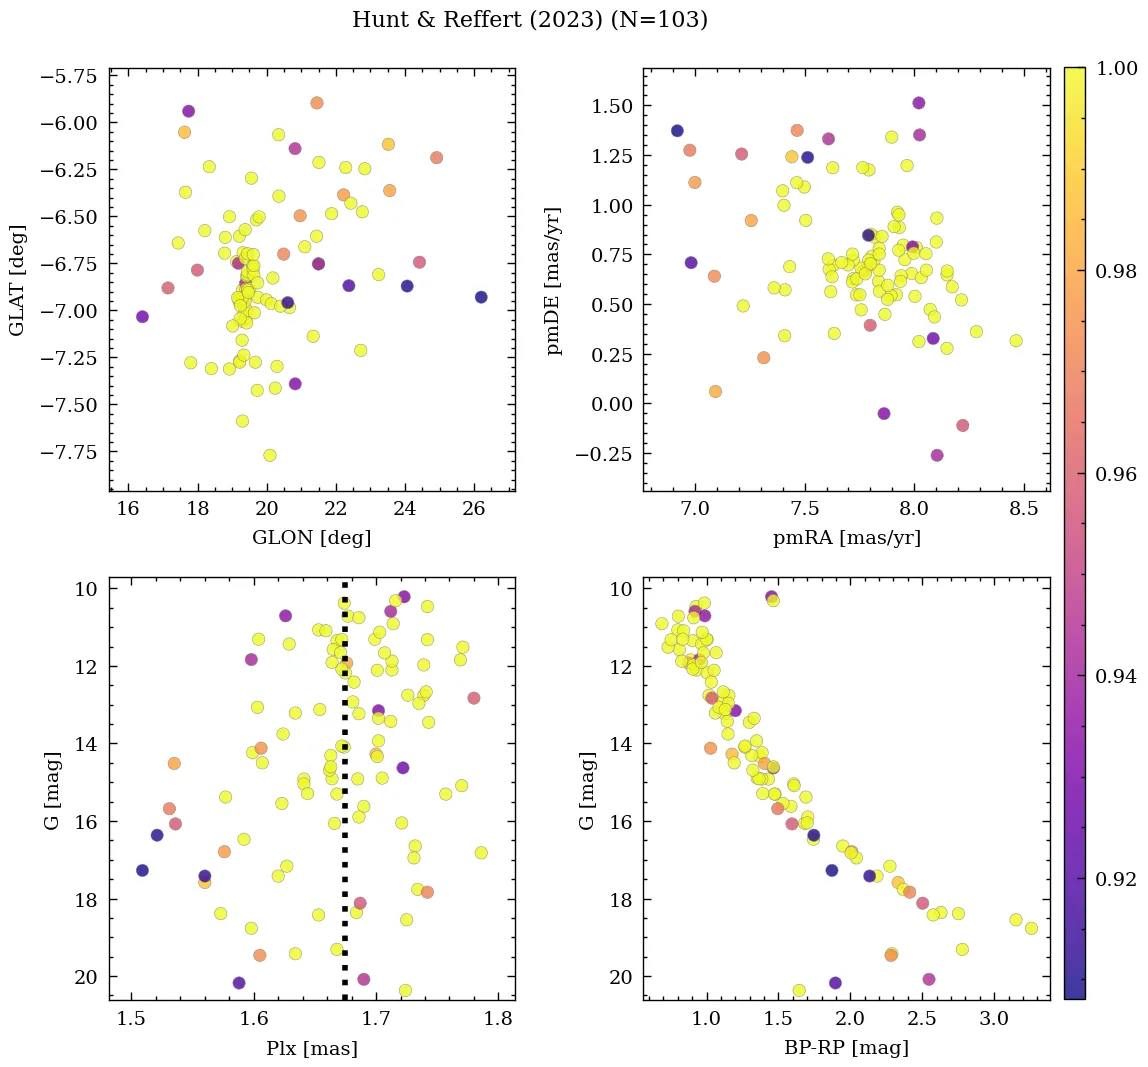 Hunt & Reffert (2023) (N=103)
GLAT [deg]
−5.75
−6.00
−6.25
−6.50
−6.75
−7.00
−7.25
−7.50
−7.75
16 18 20 22 24 26
GLON [deg]
pmDE [mas/yr]
1.50
1.25
1.00
0.75
0.50
0.25
0.00
−0.25
7.0 7.5 8.0 8.5
pmRA [mas/yr]
G [mag]
10
12
14
16
18
20
1.5 1.6 1.7 1.8
Plx [mas]
G [mag]
10
12
14
16
18
20
1.0 1.5 2.0 2.5 3.0
BP-RP [mag]
1.00
0.98
0.96
0.94
0.92